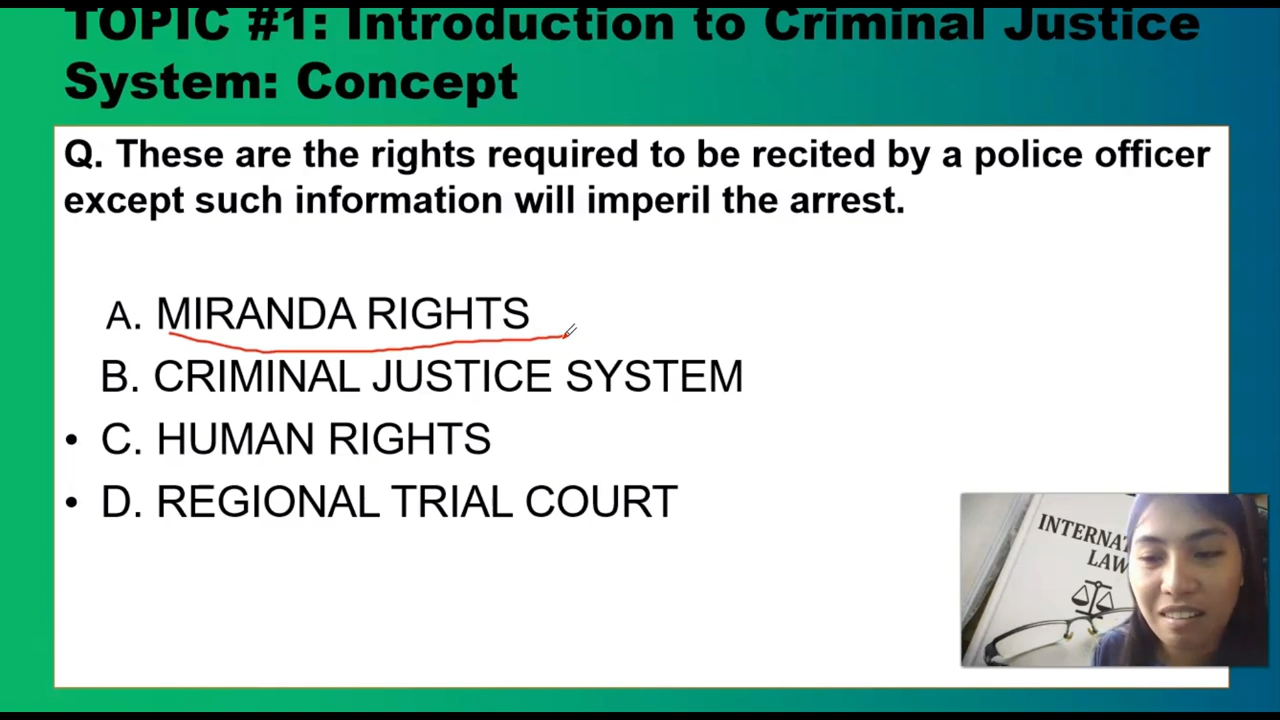 TOPIC #1: Introduction to Criminal Justice
System: Concept
Q. These are the rights required to be recited by a police officer
except such information will imperil the arrest.
A. MIRANDA RIGHTS
B. CRIMINAL JUSTICE SYSTEM
• C. HUMAN RIGHTS
• D. REGIONAL TRIAL COURT
LAW